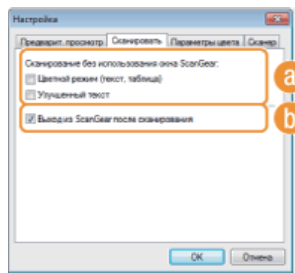 Настройка
Предварит. просмотр Сканировать Параметры цвета Сканер
a
Сканирование без использования окна ScanGear:
Цветной режим (текст, таблица)
Улучшенный текст
b
Выход из ScanGear после сканирования
OK Отмена